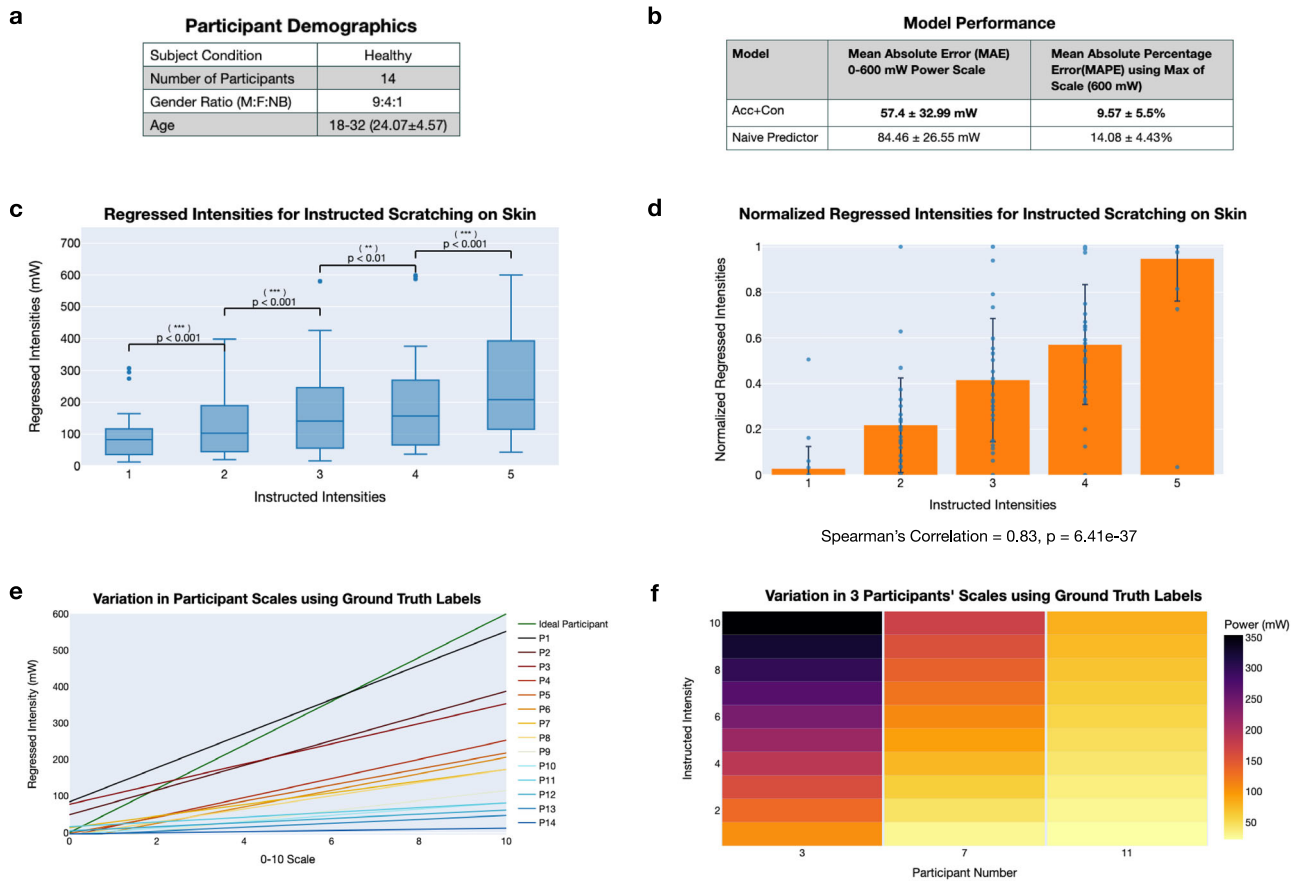 a
Participant Demographics
Subject Condition Healthy
Number of Participants 14
Gender Ratio (M:F:NB) 9:4:1
Age 18-32 (24.07±4.57)
b
Model Performance
Model Mean Absolute Error (MAE) 0-600 mW Power Scale Mean Absolute Percentage Error(MAPE) using Max of Scale (600 mW)
Acc+Con 57.4 ± 32.99 mW 9.57 ± 5.5%
Naive Predictor 84.46 ± 26.55 mW 14.08 ± 4.43%
c
Regressed Intensities for Instructed Scratching on Skin
Regressed Intensities (mW)
700
600
500
400
300
200
100
0
(***)
p < 0.001
(***)
p < 0.001
(**)
p < 0.01
(***)
p < 0.001
1 2 3 4 5
Instructed Intensities
d
Normalized Regressed Intensities for Instructed Scratching on Skin
Normalized Regressed Intensities
1
0.8
0.6
0.4
0.2
0
1 2 3 4 5
Instructed Intensities
Spearman's Correlation = 0.83, p = 6.41e-37
e
Variation in Participant Scales using Ground Truth Labels
Regressed Intensity (mW)
600
500
400
300
200
100
0
0 2 4 6 8 10
0-10 Scale
Ideal Participant
P1
P2
P3
P4
P5
P6
P7
P8
P9
P10
P11
P12
P13
P14
f
Variation in 3 Participants' Scales using Ground Truth Labels
Instructed Intensity
10
8
6
4
2
3 7 11
Participant Number
Power (mW)
350
300
250
200
150
100
50